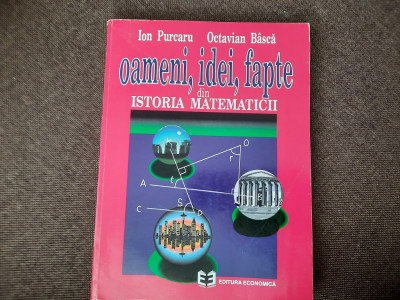 Ion Purcaru Octavian Bâscă
oameni, idei, fapte
din
ISTORIA MATEMATICII
O
r
t
A
S
C
D
EDITURA ECONOMICĂ